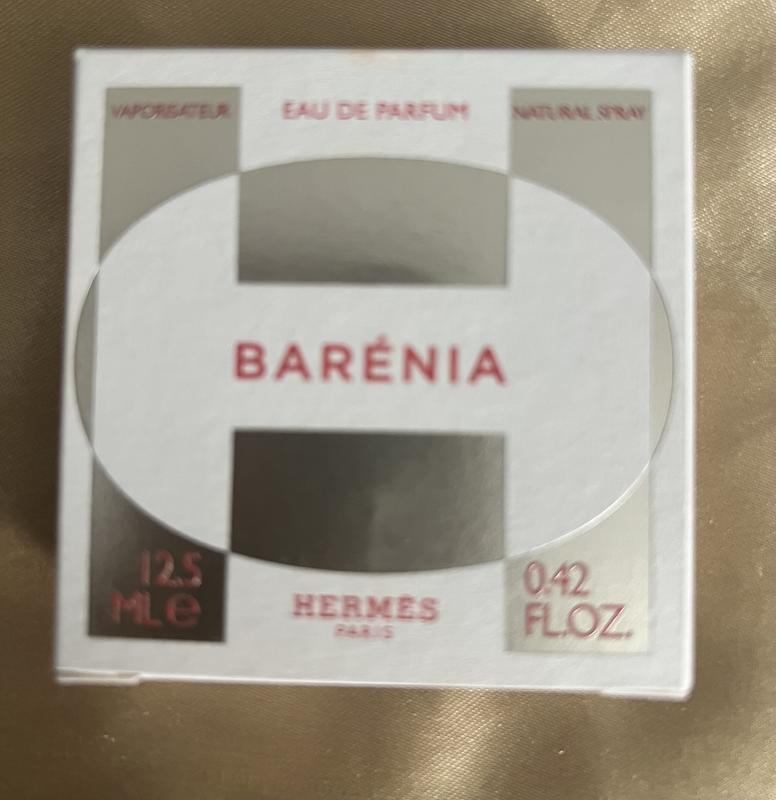 VAPORISATEUR
EAU DE PARFUM
NATURAL SPRAY
BARÉNIA
12.5
ML e
0.42
FL.OZ.
HERMÈS
PARIS